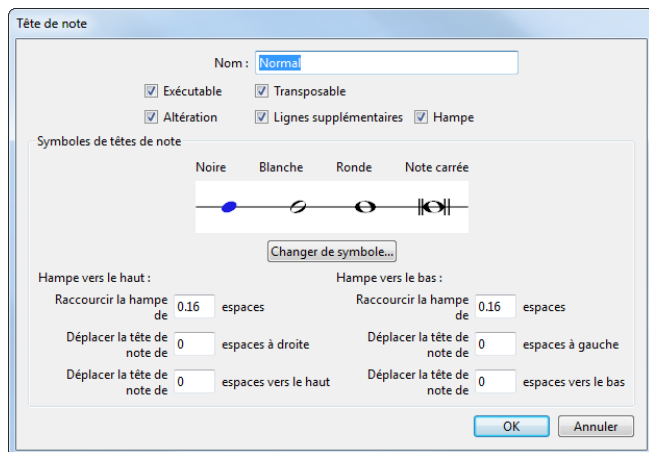 Tête de note
Nom : Normal
Exécutable Transposable
Altération Lignes supplémentaires Hampe
Symboles de têtes de note
Noire Blanche Ronde Note carrée
Changer de symbole...
Hampe vers le haut : Hampe vers le bas :
Raccourcir la hampe de 0.16 espaces Raccourcir la hampe de 0.16 espaces
Déplacer la tête de note de 0 espaces à droite Déplacer la tête de note de 0 espaces à gauche
Déplacer la tête de note de 0 espaces vers le haut Déplacer la tête de note de 0 espaces vers le bas
OK Annuler